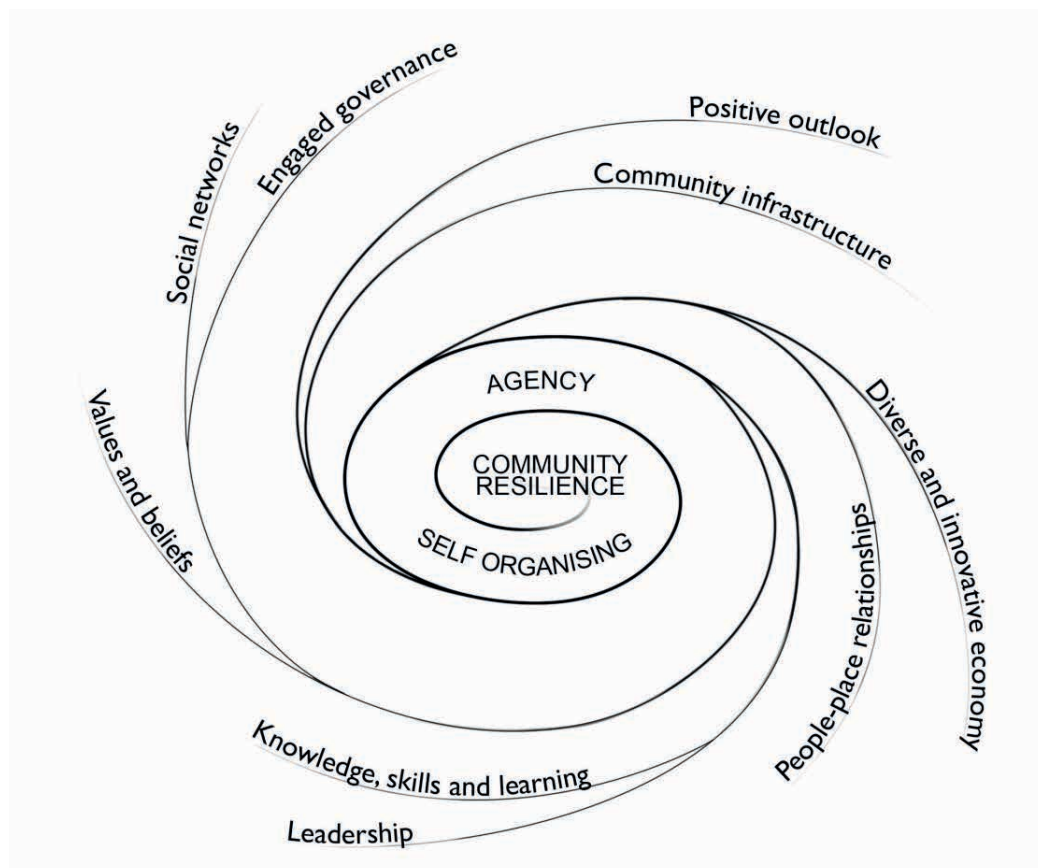 Engaged governance
Social networks
Positive outlook
Community infrastructure
Values and beliefs
AGENCY
COMMUNITY
RESILIENCE
SELF ORGANISING
Diverse and innovative economy
People-place relationships
Knowledge, skills and learning
Leadership